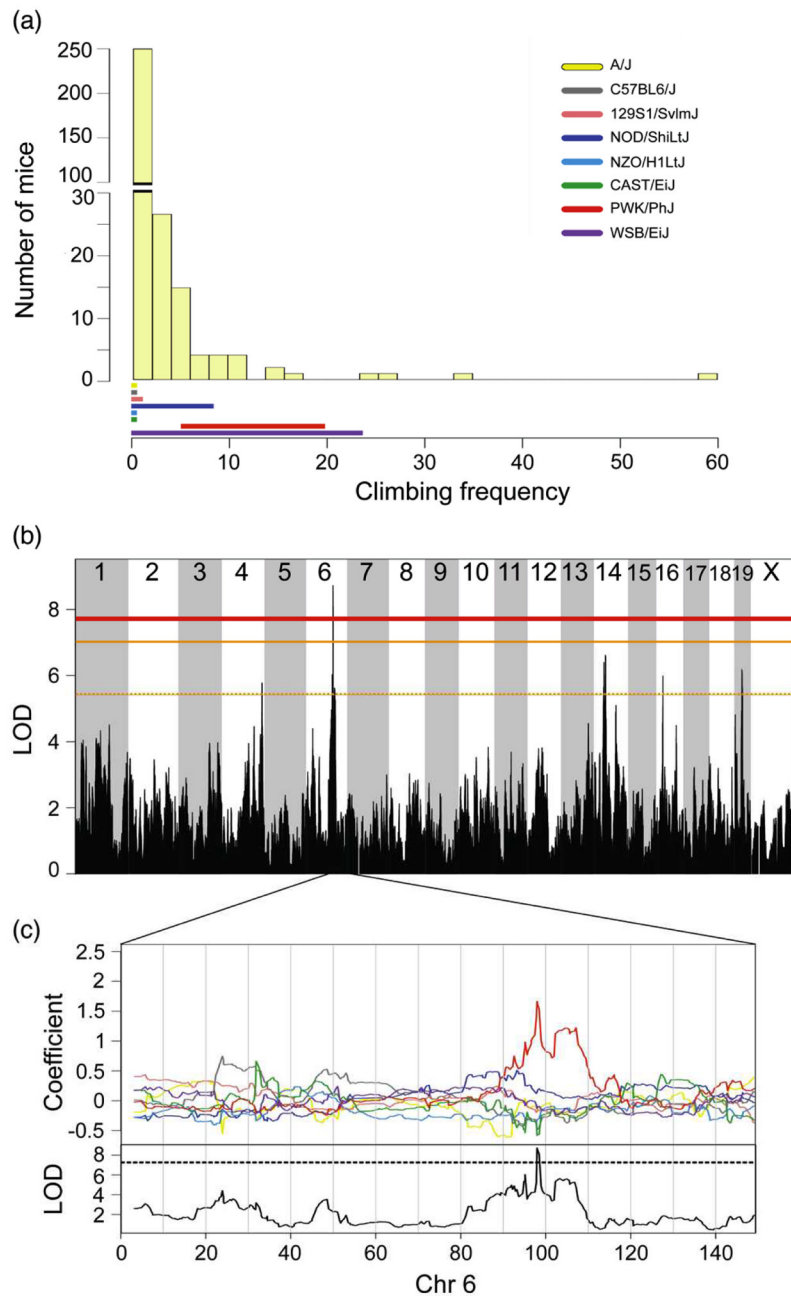 (a)
250
200
150
100
30
20
10
0
Number of mice
A/J
C57BL6/J
129S1/SvlmJ
NOD/ShiLtJ
NZO/H1LtJ
CAST/EiJ
PWK/PhJ
WSB/EiJ
0 10 20 30 40 50 60
Climbing frequency
(b)
1 2 3 4 5 6 7 8 9 10 11 12 13 14 15 16 17 18 19 X
8
6
4
2
0
LOD
(c)
2.5
2
1.5
1
0.5
0
-0.5
Coefficient
8
6
4
2
LOD
0 20 40 60 80 100 120 140
Chr 6